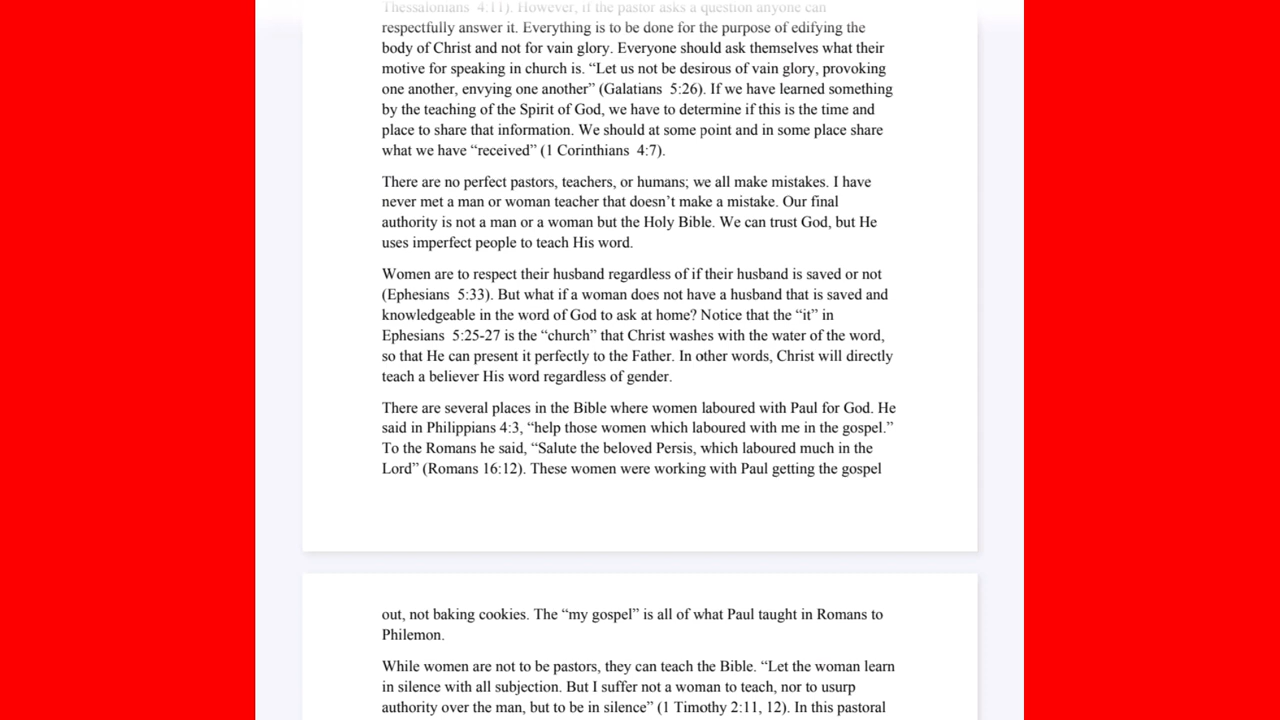 Thessalonians 4:11). However, if the pastor asks a question anyone can
respectfully answer it. Everything is to be done for the purpose of edifying the
body of Christ and not for vain glory. Everyone should ask themselves what their
motive for speaking in church is. “Let us not be desirous of vain glory, provoking
one another, envying one another” (Galatians 5:26). If we have learned something
by the teaching of the Spirit of God, we have to determine if this is the time and
place to share that information. We should at some point and in some place share
what we have “received” (1 Corinthians 4:7).
There are no perfect pastors, teachers, or humans; we all make mistakes. I have
never met a man or woman teacher that doesn’t make a mistake. Our final
authority is not a man or a woman but the Holy Bible. We can trust God, but He
uses imperfect people to teach His word.
Women are to respect their husband regardless of if their husband is saved or not
(Ephesians 5:33). But what if a woman does not have a husband that is saved and
knowledgeable in the word of God to ask at home? Notice that the “it” in
Ephesians 5:25-27 is the “church” that Christ washes with the water of the word,
so that He can present it perfectly to the Father. In other words, Christ will directly
teach a believer His word regardless of gender.
There are several places in the Bible where women laboured with Paul for God. He
said in Philippians 4:3, “help those women which laboured with me in the gospel.”
To the Romans he said, “Salute the beloved Persis, which laboured much in the
Lord” (Romans 16:12). These women were working with Paul getting the gospel
out, not baking cookies. The “my gospel” is all of what Paul taught in Romans to
Philemon.
While women are not to be pastors, they can teach the Bible. “Let the woman learn
in silence with all subjection. But I suffer not a woman to teach, nor to usurp
authority over the man, but to be in silence” (1 Timothy 2:11, 12). In this pastoral